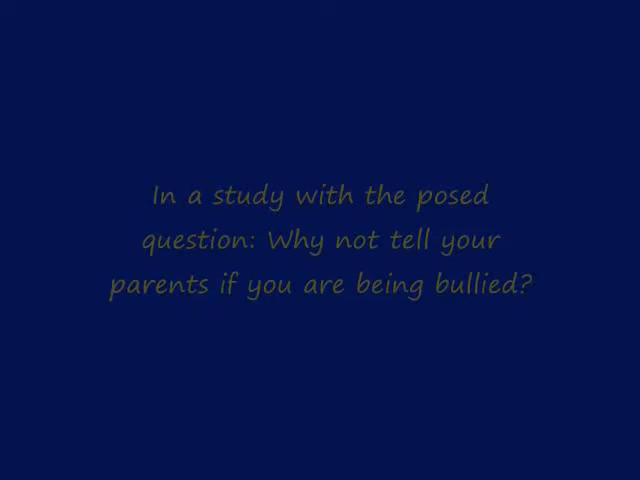 In a study with the posed
question: Why not tell your
parents if you are being bullied?